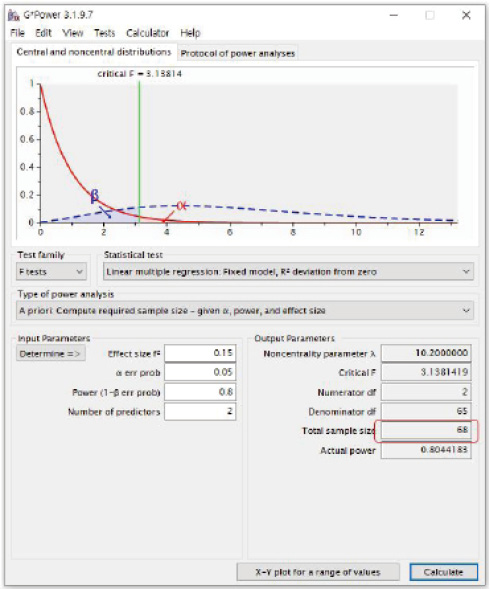 G*Power 3.1.9.7
File Edit View Tests Calculator Help
Central and noncentral distributions Protocol of power analyses
critical F = 3.13814
1
0.8
0.6
0.4
0.2
0
β
α
0 2 4 6 8 10 12
Test family Statistical test
F tests Linear multiple regression: Fixed model, R² deviation from zero
Type of power analysis
A priori: Compute required sample size - given α, power, and effect size
Input Parameters Output Parameters
Determine => Effect size f² 0.15 Noncentrality parameter λ 10.2000000
α err prob 0.05 Critical F 3.1381419
Power (1-β err prob) 0.8 Numerator df 2
Number of predictors 2 Denominator df 65
Total sample size 68
Actual power 0.8044183
X-Y plot for a range of values Calculate